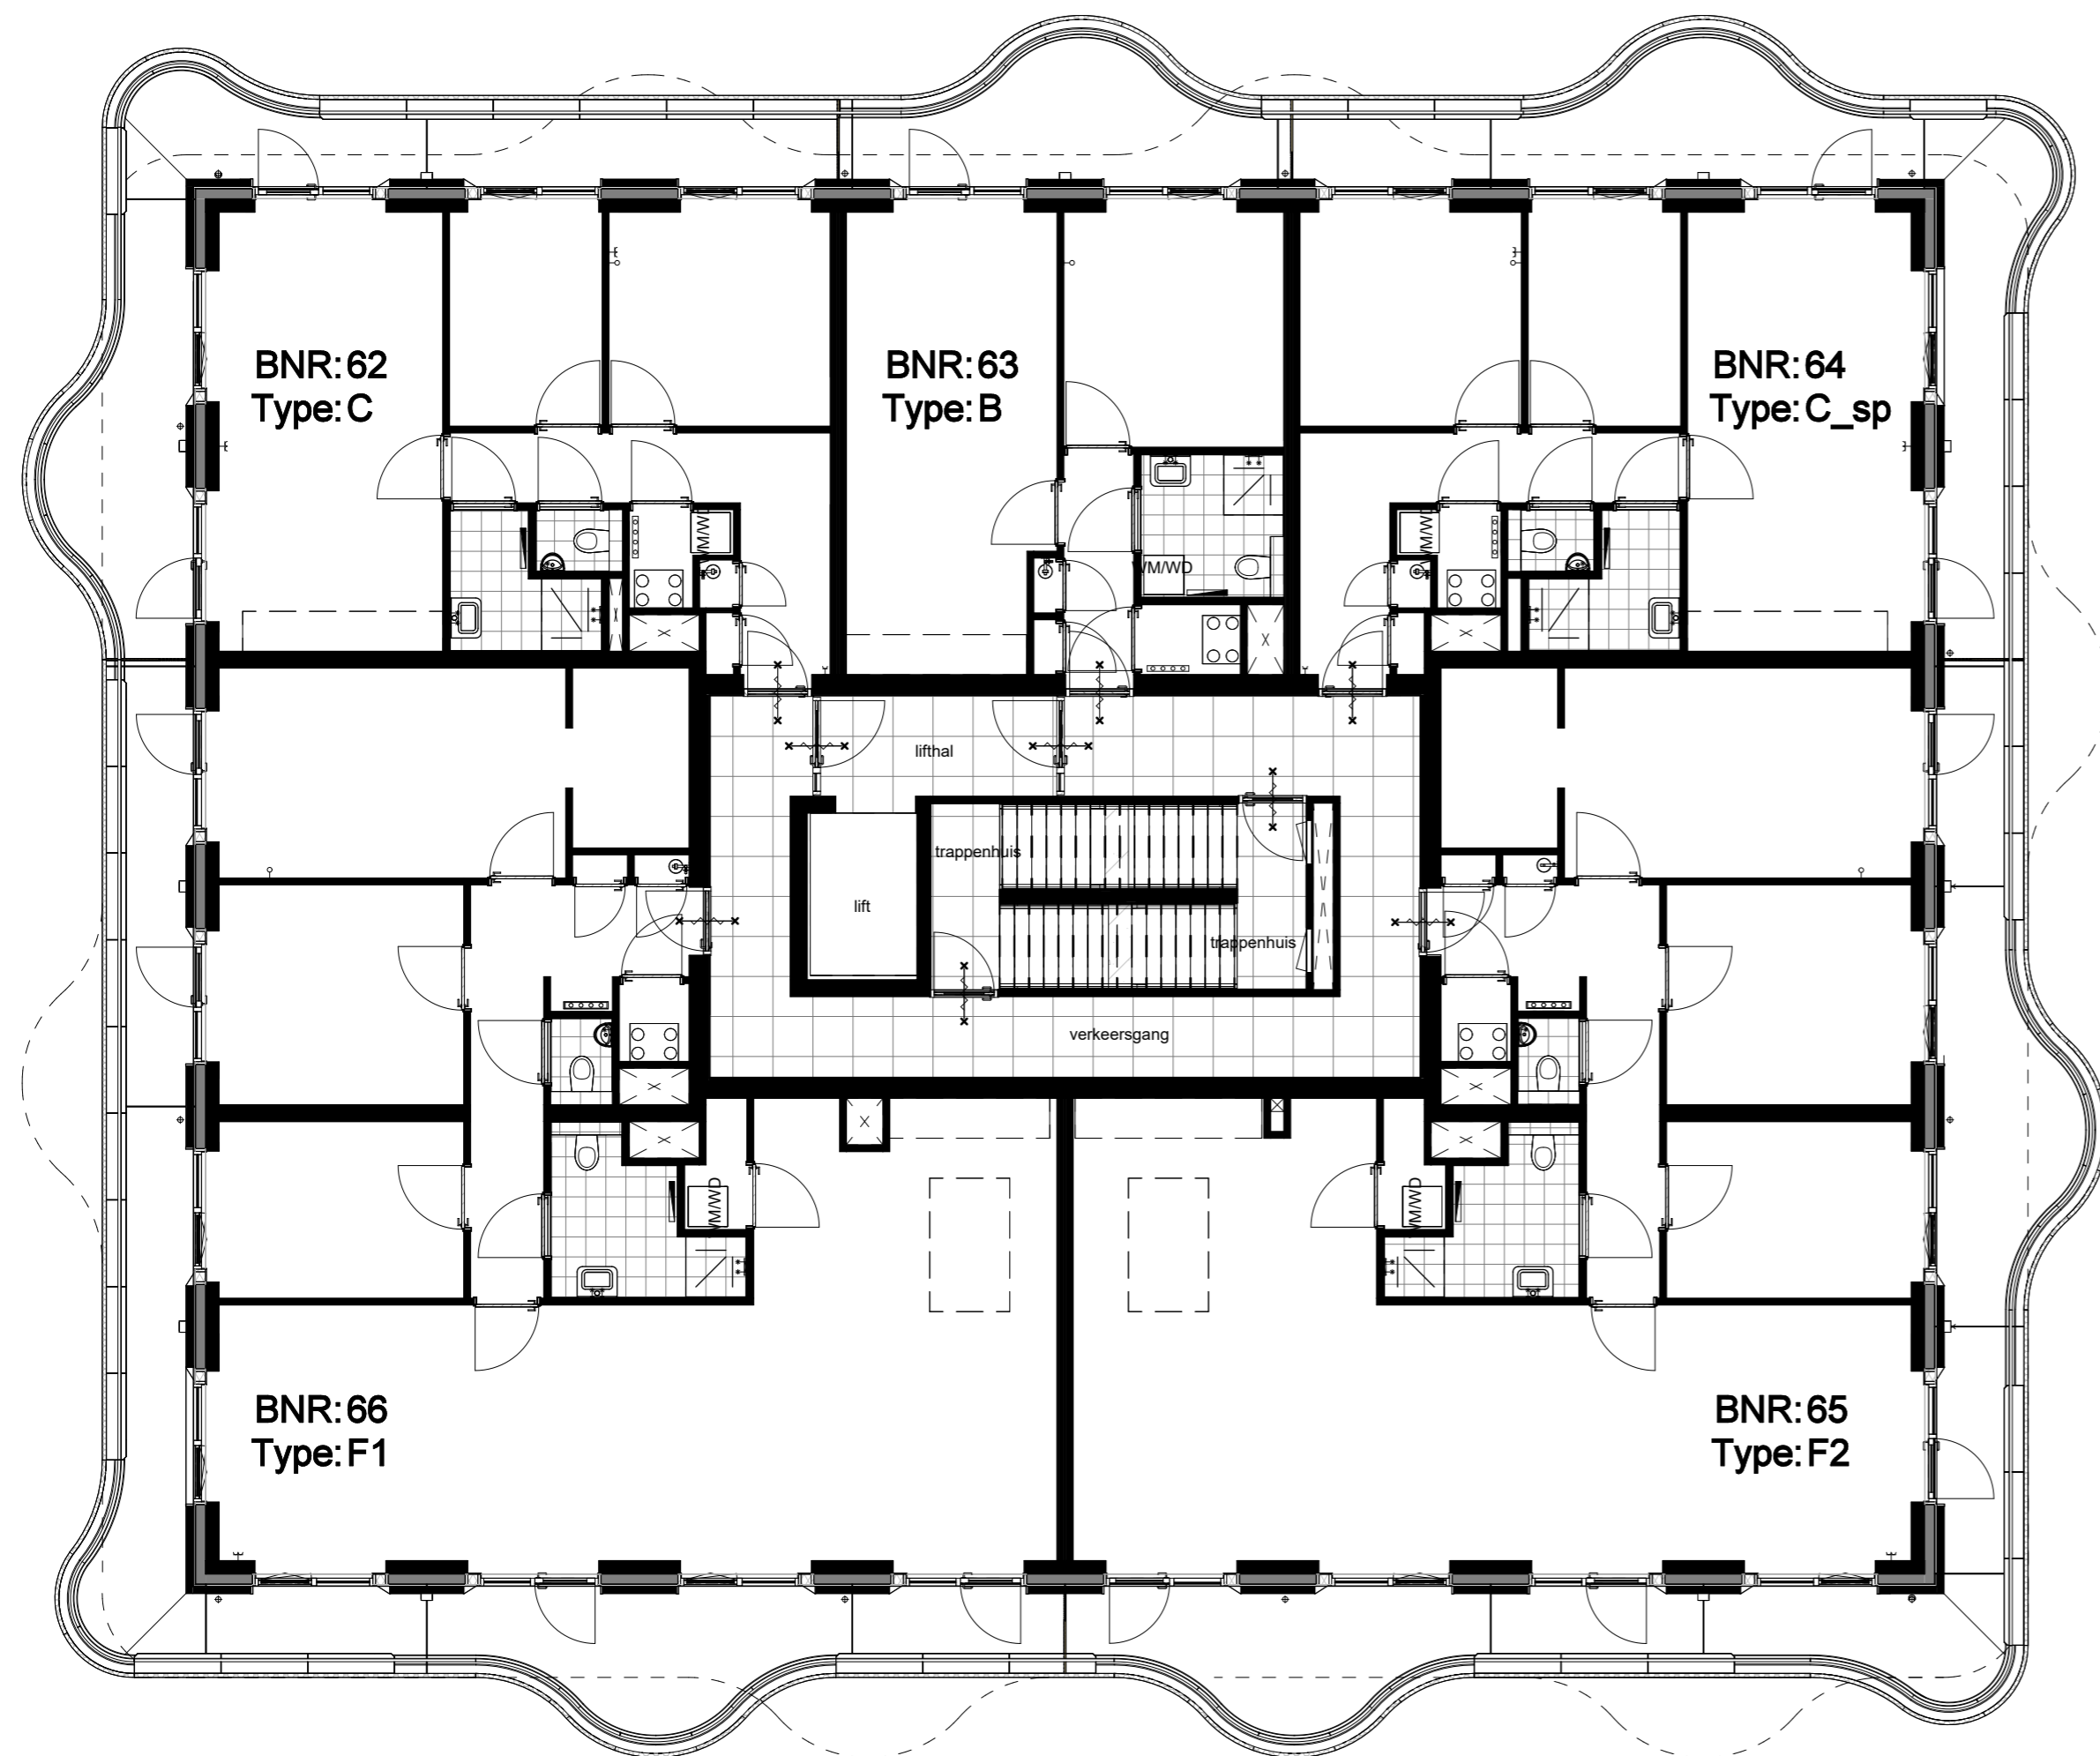 BNR: 62
Type: C
BNR: 63
Type: B
BNR: 64
Type: C_sp
WM/WD
WM/WD
WM/WD
lifthal
trappenhuis
lift
trappenhuis
verkeersgang
WM/WD
WM/WD
BNR: 66
Type: F1
BNR: 65
Type: F2